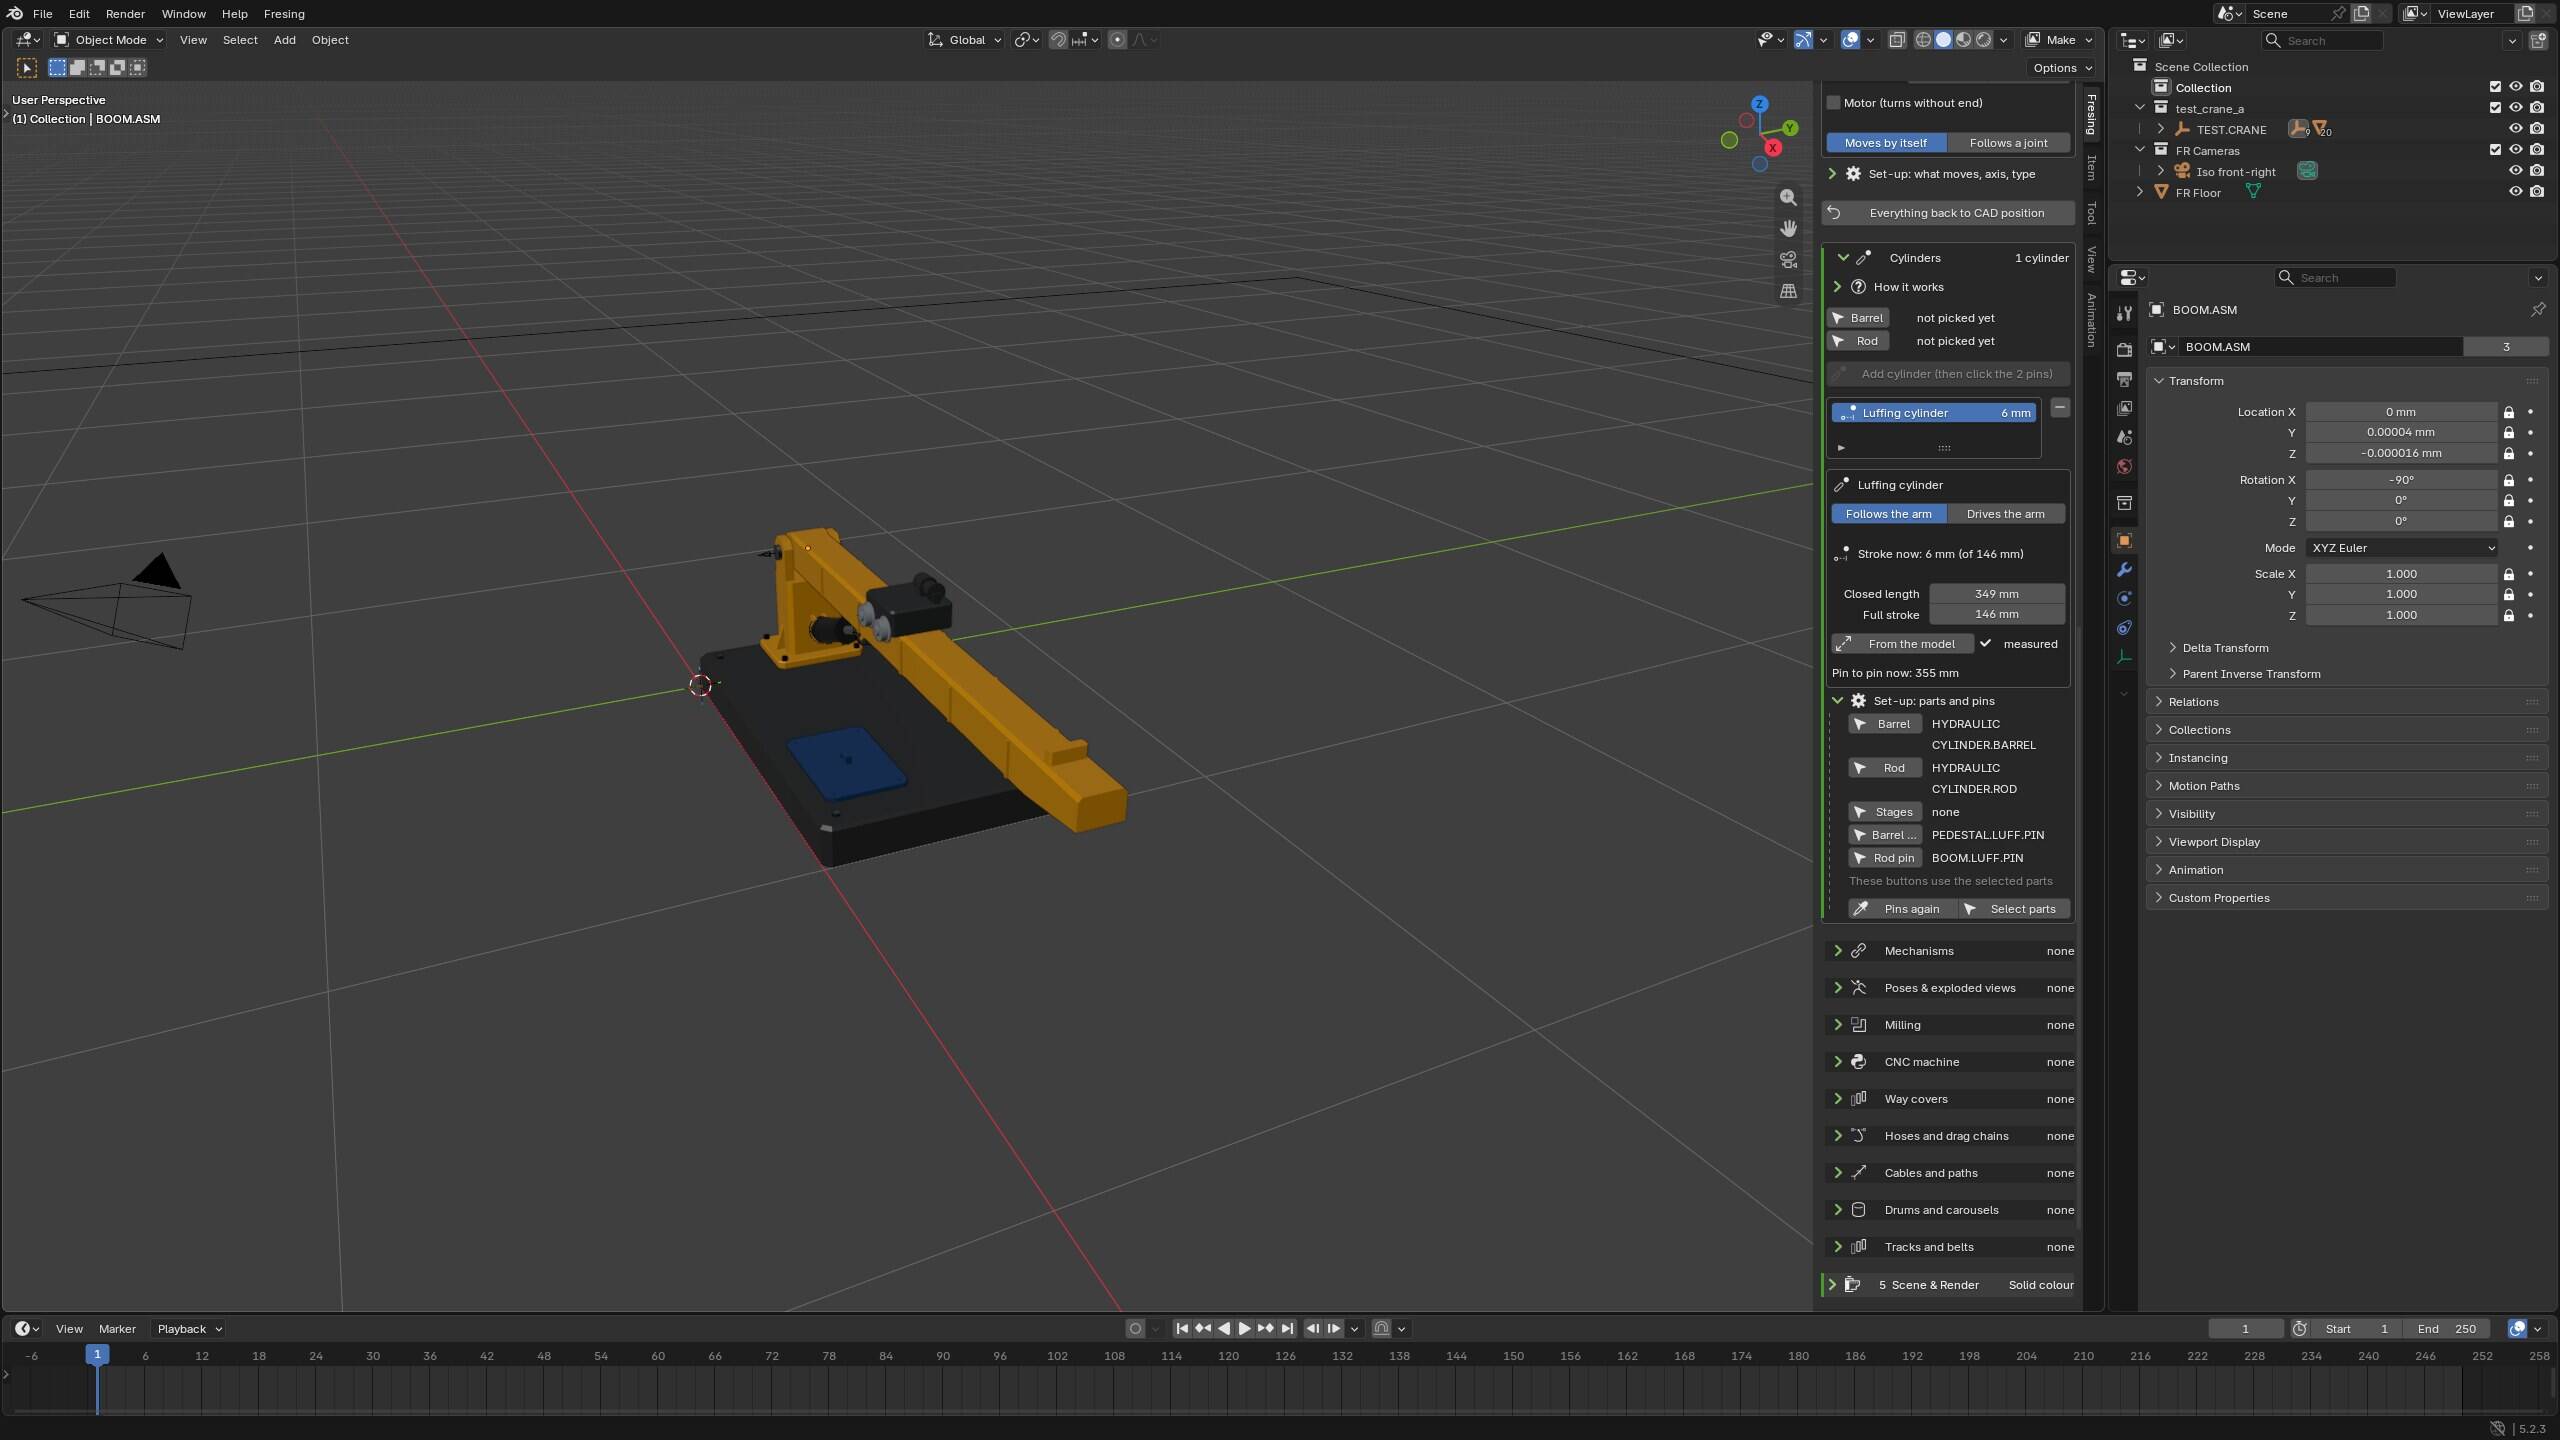 File Edit Render Window Help Fresing
Scene
ViewLayer
Object Mode View Select Add Object
Global
Make
Search
Options
User Perspective
(1) Collection | BOOM.ASM
Z
Y
X
Fresing
Item
Tool
View
Animation
Motor (turns without end)
Moves by itself Follows a joint
Set-up: what moves, axis, type
Everything back to CAD position
Cylinders 1 cylinder
How it works
Barrel not picked yet
Rod not picked yet
Add cylinder (then click the 2 pins)
Luffing cylinder 6 mm
Luffing cylinder
Follows the arm Drives the arm
Stroke now: 6 mm (of 146 mm)
Closed length 349 mm
Full stroke 146 mm
From the model measured
Pin to pin now: 355 mm
Set-up: parts and pins
Barrel HYDRAULIC
CYLINDER.BARREL
Rod HYDRAULIC
CYLINDER.ROD
Stages none
Barrel ... PEDESTAL.LUFF.PIN
Rod pin BOOM.LUFF.PIN
These buttons use the selected parts
Pins again Select parts
Mechanisms none
Poses & exploded views none
Milling none
CNC machine none
Way covers none
Hoses and drag chains none
Cables and paths none
Drums and carousels none
Tracks and belts none
5 Scene & Render Solid colour
Scene Collection
Collection
test_crane_a
TEST.CRANE 9 20
FR Cameras
Iso front-right
FR Floor
Search
BOOM.ASM
BOOM.ASM 3
Transform
Location X 0 mm
Y 0.00004 mm
Z -0.000016 mm
Rotation X -90°
Y 0°
Z 0°
Mode XYZ Euler
Scale X 1.000
Y 1.000
Z 1.000
Delta Transform
Parent Inverse Transform
Relations
Collections
Instancing
Motion Paths
Visibility
Viewport Display
Animation
Custom Properties
View Marker Playback
1 Start 1 End 250
-6 1 6 12 18 24 30 36 42 48 54 60 66 72 78 84 90 96 102 108 114 120 126 132 138 144 150 156 162 168 174 180 186 192 198 204 210 216 222 228 234 240 246 252 258
5.2.3